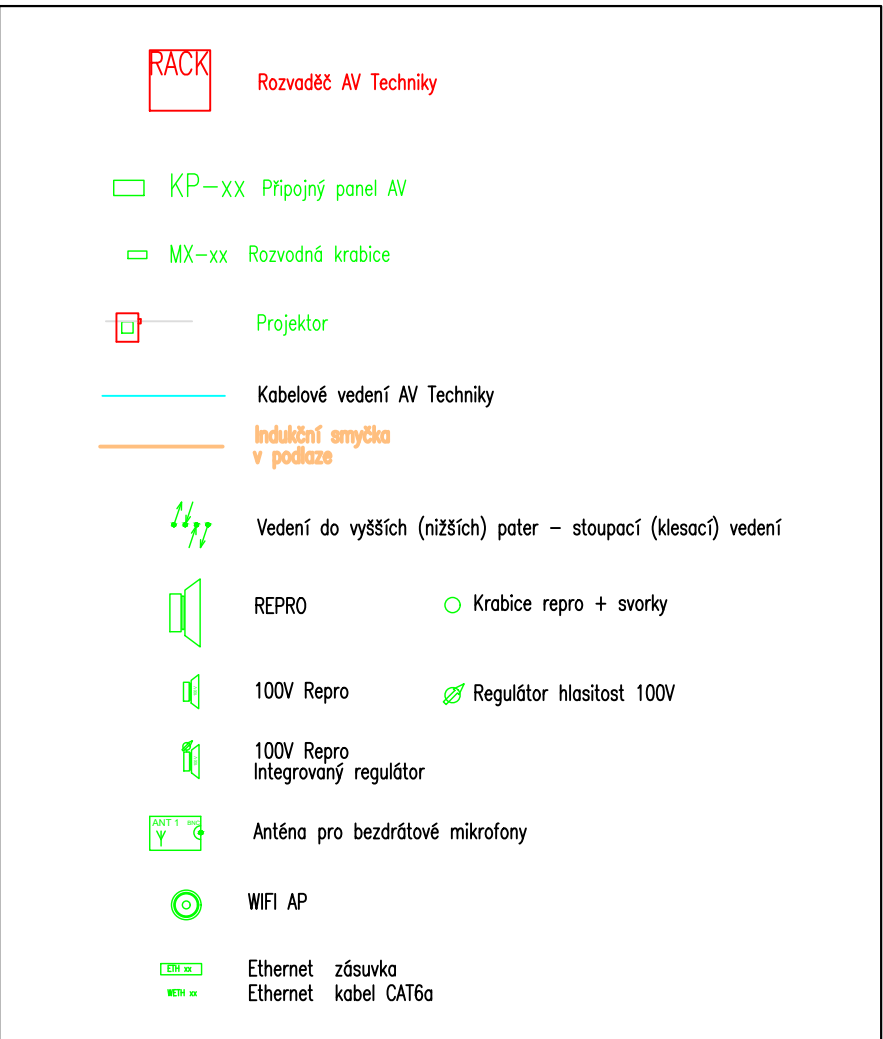 RACK Rozvaděč AV Techniky
KP-xx Připojný panel AV
MX-xx Rozvodná krabice
Projektor
Kabelové vedení AV Techniky
Indukční smyčka
v podlaze
Vedení do vyšších (nižších) pater - stoupací (klesací) vedení
REPRO
Krabice repro + svorky
100V Repro
Regulátor hlasitost 100V
100V Repro
Integrovaný regulátor
ANT 1 BNC
Anténa pro bezdrátové mikrofony
WIFI AP
ETH xx Ethernet zásuvka
WETH xx Ethernet kabel CAT6a